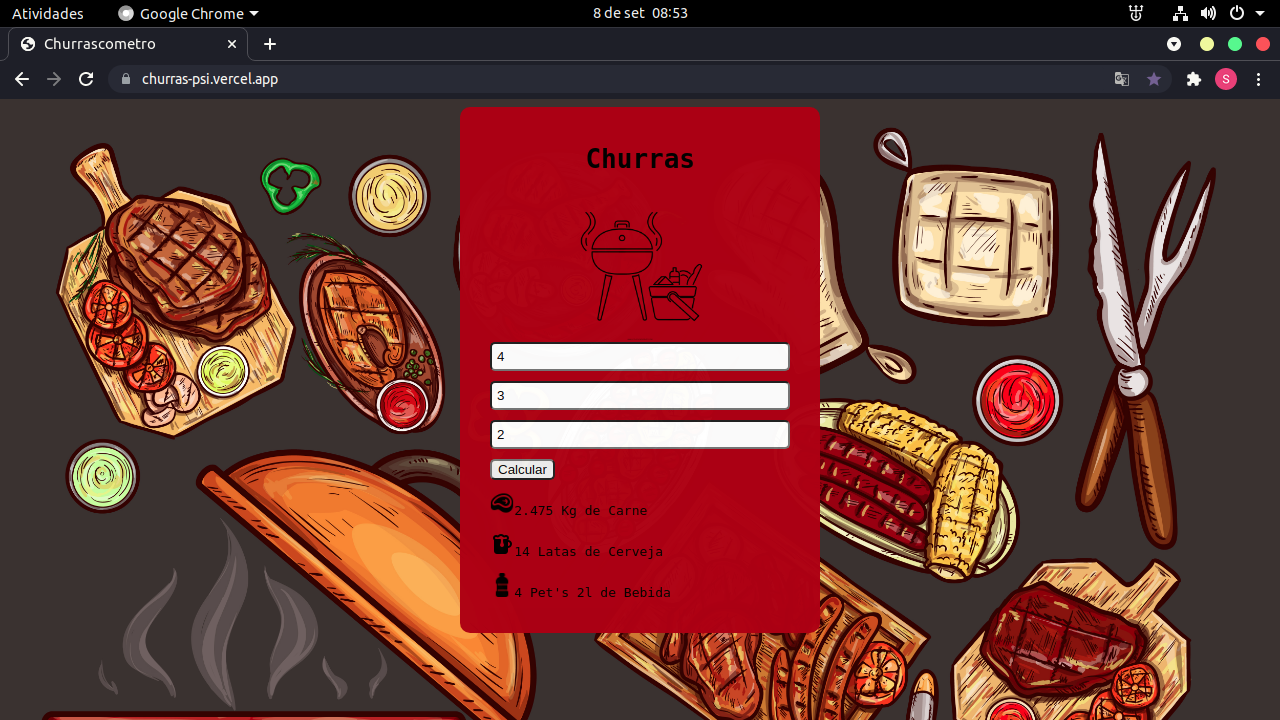 Atividades
Google Chrome
8 de set 08:53
Churrascometro
churras-psi.vercel.app
S
Churras
4
3
2
Calcular
2.475 Kg de Carne
14 Latas de Cerveja
4 Pet's 2l de Bebida